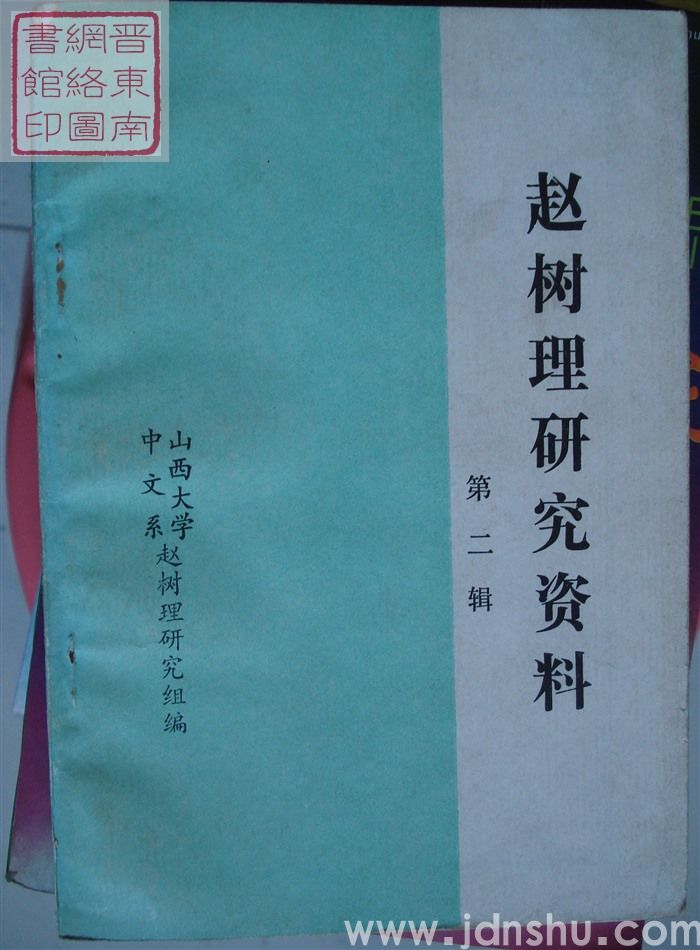 晋東南
網絡圖
書館印
赵树理研究资料
第二辑
山西大学
中文系
赵树理研究组编
www.jdnshu.com